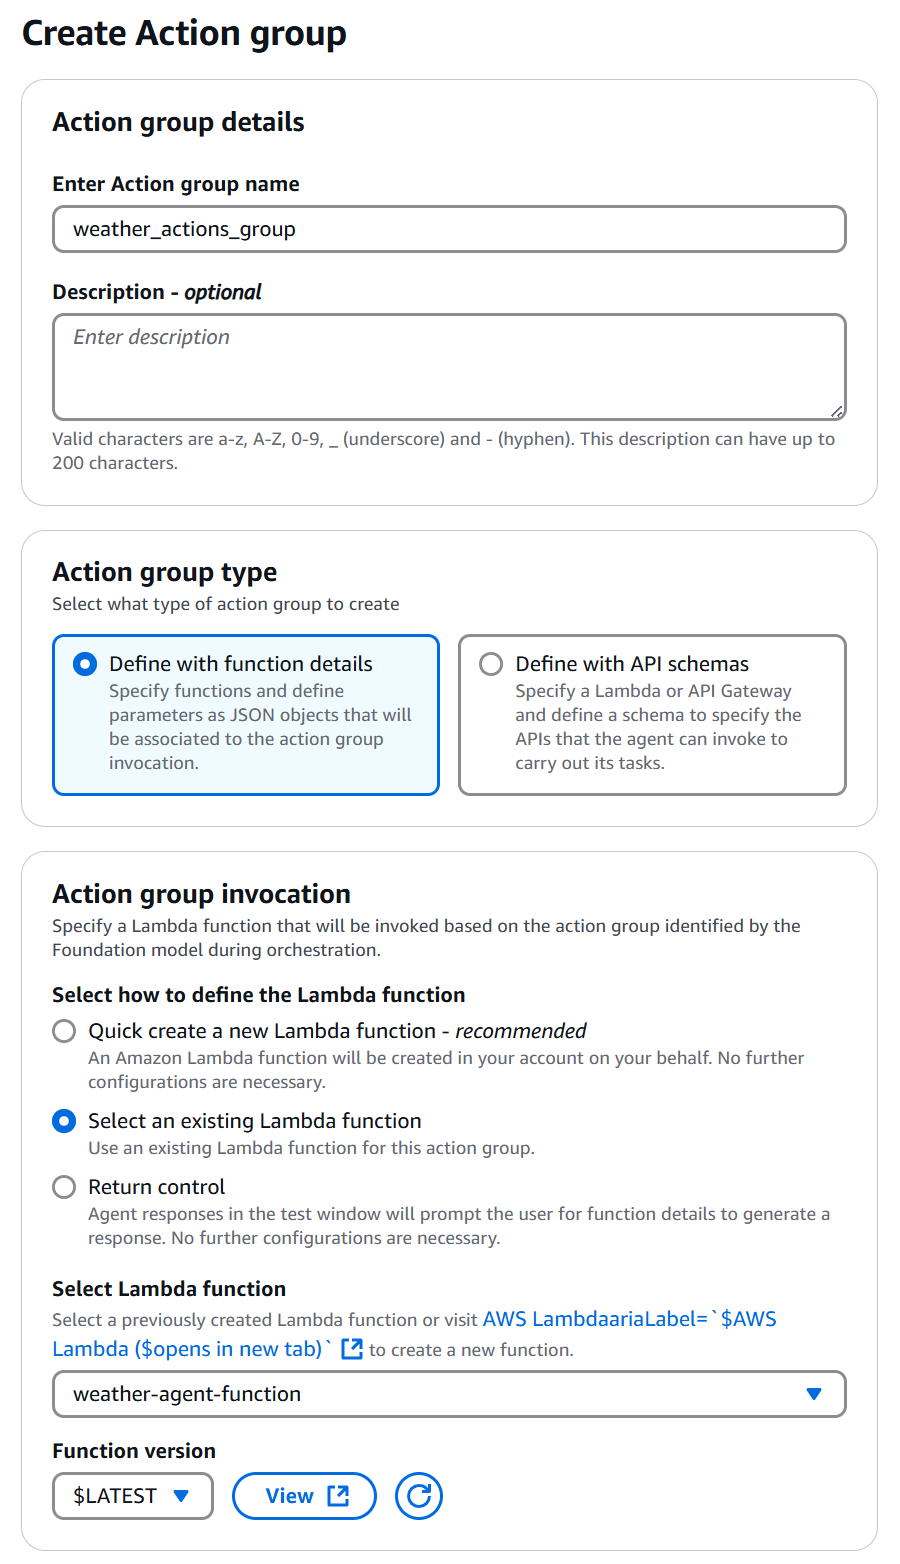 Create Action group
Action group details
Enter Action group name
weather_actions_group
Description - optional
Enter description
Valid characters are a-z, A-Z, 0-9, _ (underscore) and - (hyphen). This description can have up to
200 characters.
Action group type
Select what type of action group to create
Define with function details
Specify functions and define
parameters as JSON objects that will
be associated to the action group
invocation.
Define with API schemas
Specify a Lambda or API Gateway
and define a schema to specify the
APIs that the agent can invoke to
carry out its tasks.
Action group invocation
Specify a Lambda function that will be invoked based on the action group identified by the
Foundation model during orchestration.
Select how to define the Lambda function
Quick create a new Lambda function - recommended
An Amazon Lambda function will be created in your account on your behalf. No further
configurations are necessary.
Select an existing Lambda function
Use an existing Lambda function for this action group.
Return control
Agent responses in the test window will prompt the user for function details to generate a
response. No further configurations are necessary.
Select Lambda function
Select a previously created Lambda function or visit AWS LambdaariaLabel=`$AWS
Lambda ($opens in new tab)` to create a new function.
weather-agent-function
Function version
$LATEST
View